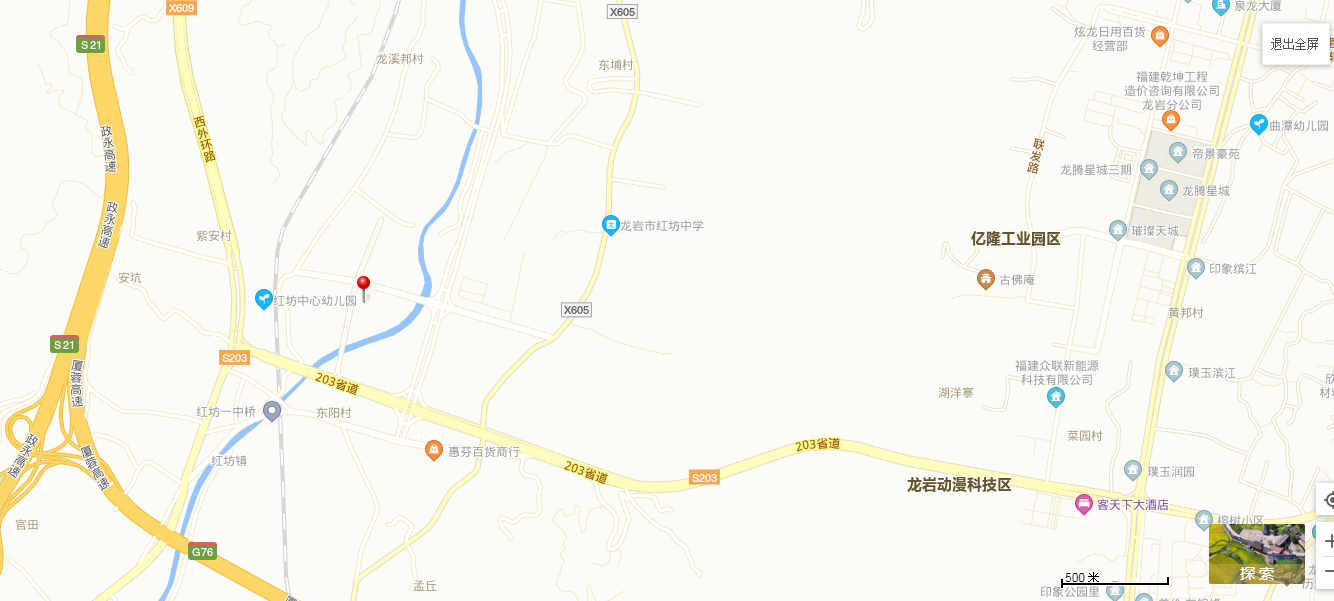 X609
X605
泉龙大厦
炫龙日用百货
经营部
S21
退出全屏
龙溪邦村
东埔村
福建乾坤工程
造价咨询有限公司
龙岩分公司
西外环路
政永高速
曲潭幼儿园
联发路
帝景豪苑
龙腾星城三期
龙腾星城
政永高速
紫安村
龙岩市红坊中学
亿隆工业园区
璀璨天城
安坑
古佛庵
印象缤江
红坊中心幼儿园
X605
黄邦村
S21
S203
厦蓉高速
203省道
福建众联新能源
科技有限公司
璞玉滨江
湖洋寨
红坊一中桥
东阳村
菜园村
惠芬百货商行
203省道
政永高速
厦蓉高速
红坊镇
203省道
S203
璞玉润园
龙岩动漫科技区
客天下大酒店
官田
榕树小区
G76
探索
500 米
孟丘
印象公园里